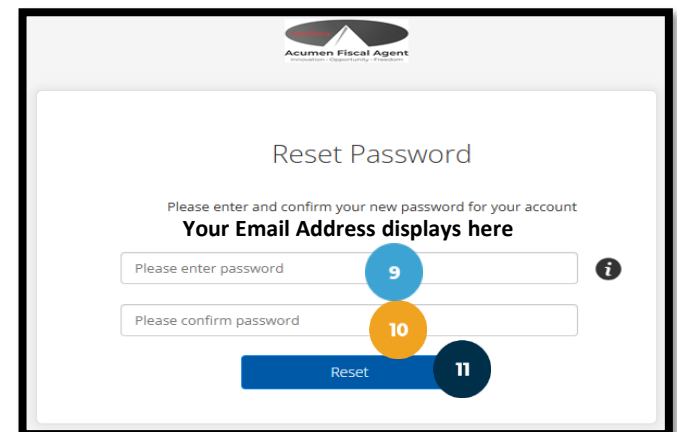 Acumen Fiscal Agent
Innovation - Opportunity - Freedom
Reset Password
Please enter and confirm your new password for your account
Your Email Address displays here
Please enter password
9
i
Please confirm password
10
Reset
11